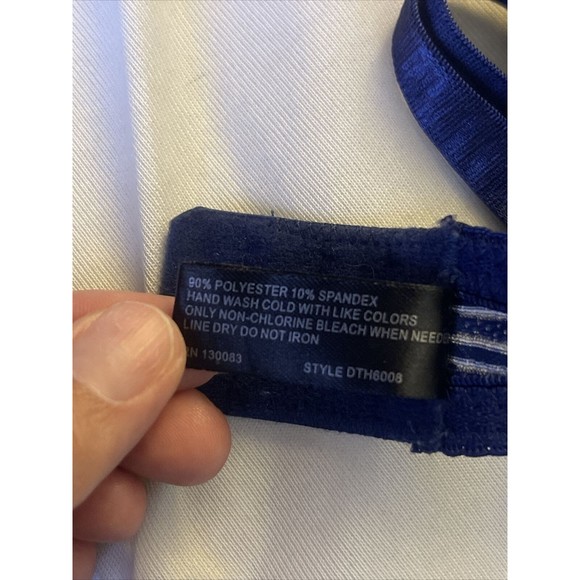 90% POLYESTER 10% SPANDEX
HAND WASH COLD WITH LIKE COLORS
ONLY NON-CHLORINE BLEACH WHEN NEEDE
LINE DRY DO NOT IRON
RN 130083 STYLE DTH6008